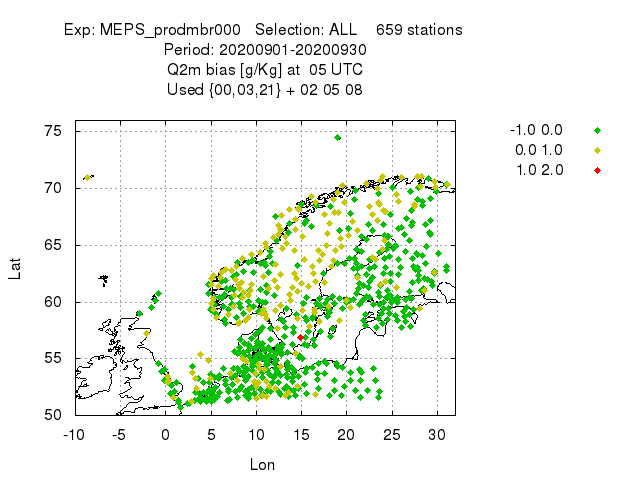 Exp: MEPS_prodmbr000 Selection: ALL 659 stations
Period: 20200901-20200930
Q2m bias [g/Kg] at 05 UTC
Used {00,03,21} + 02 05 08
-1.0 0.0
0.0 1.0
1.0 2.0
75
70
65
60
55
50
Lat
-10 -5 0 5 10 15 20 25 30
Lon